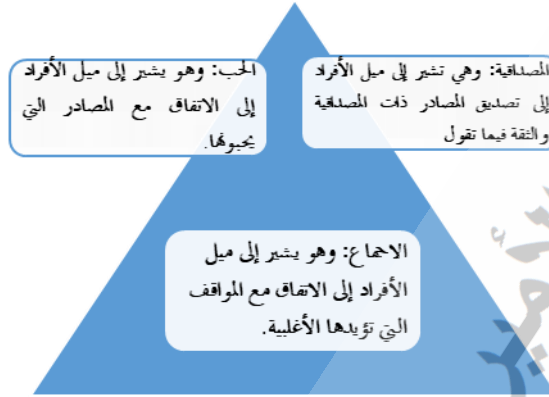 المصداقية: وهي تشير إلى ميل الأفراد
إلى تصديق المصادر ذات المصداقية
والثقة فيما تقول
الحب: وهو يشير إلى ميل الأفراد
إلى الاتفاق مع المصادر التي
يحبونها.
الاجماع: وهو يشير إلى ميل
الأفراد إلى الاتفاق مع المواقف
التي تؤيدها الأغلبية.